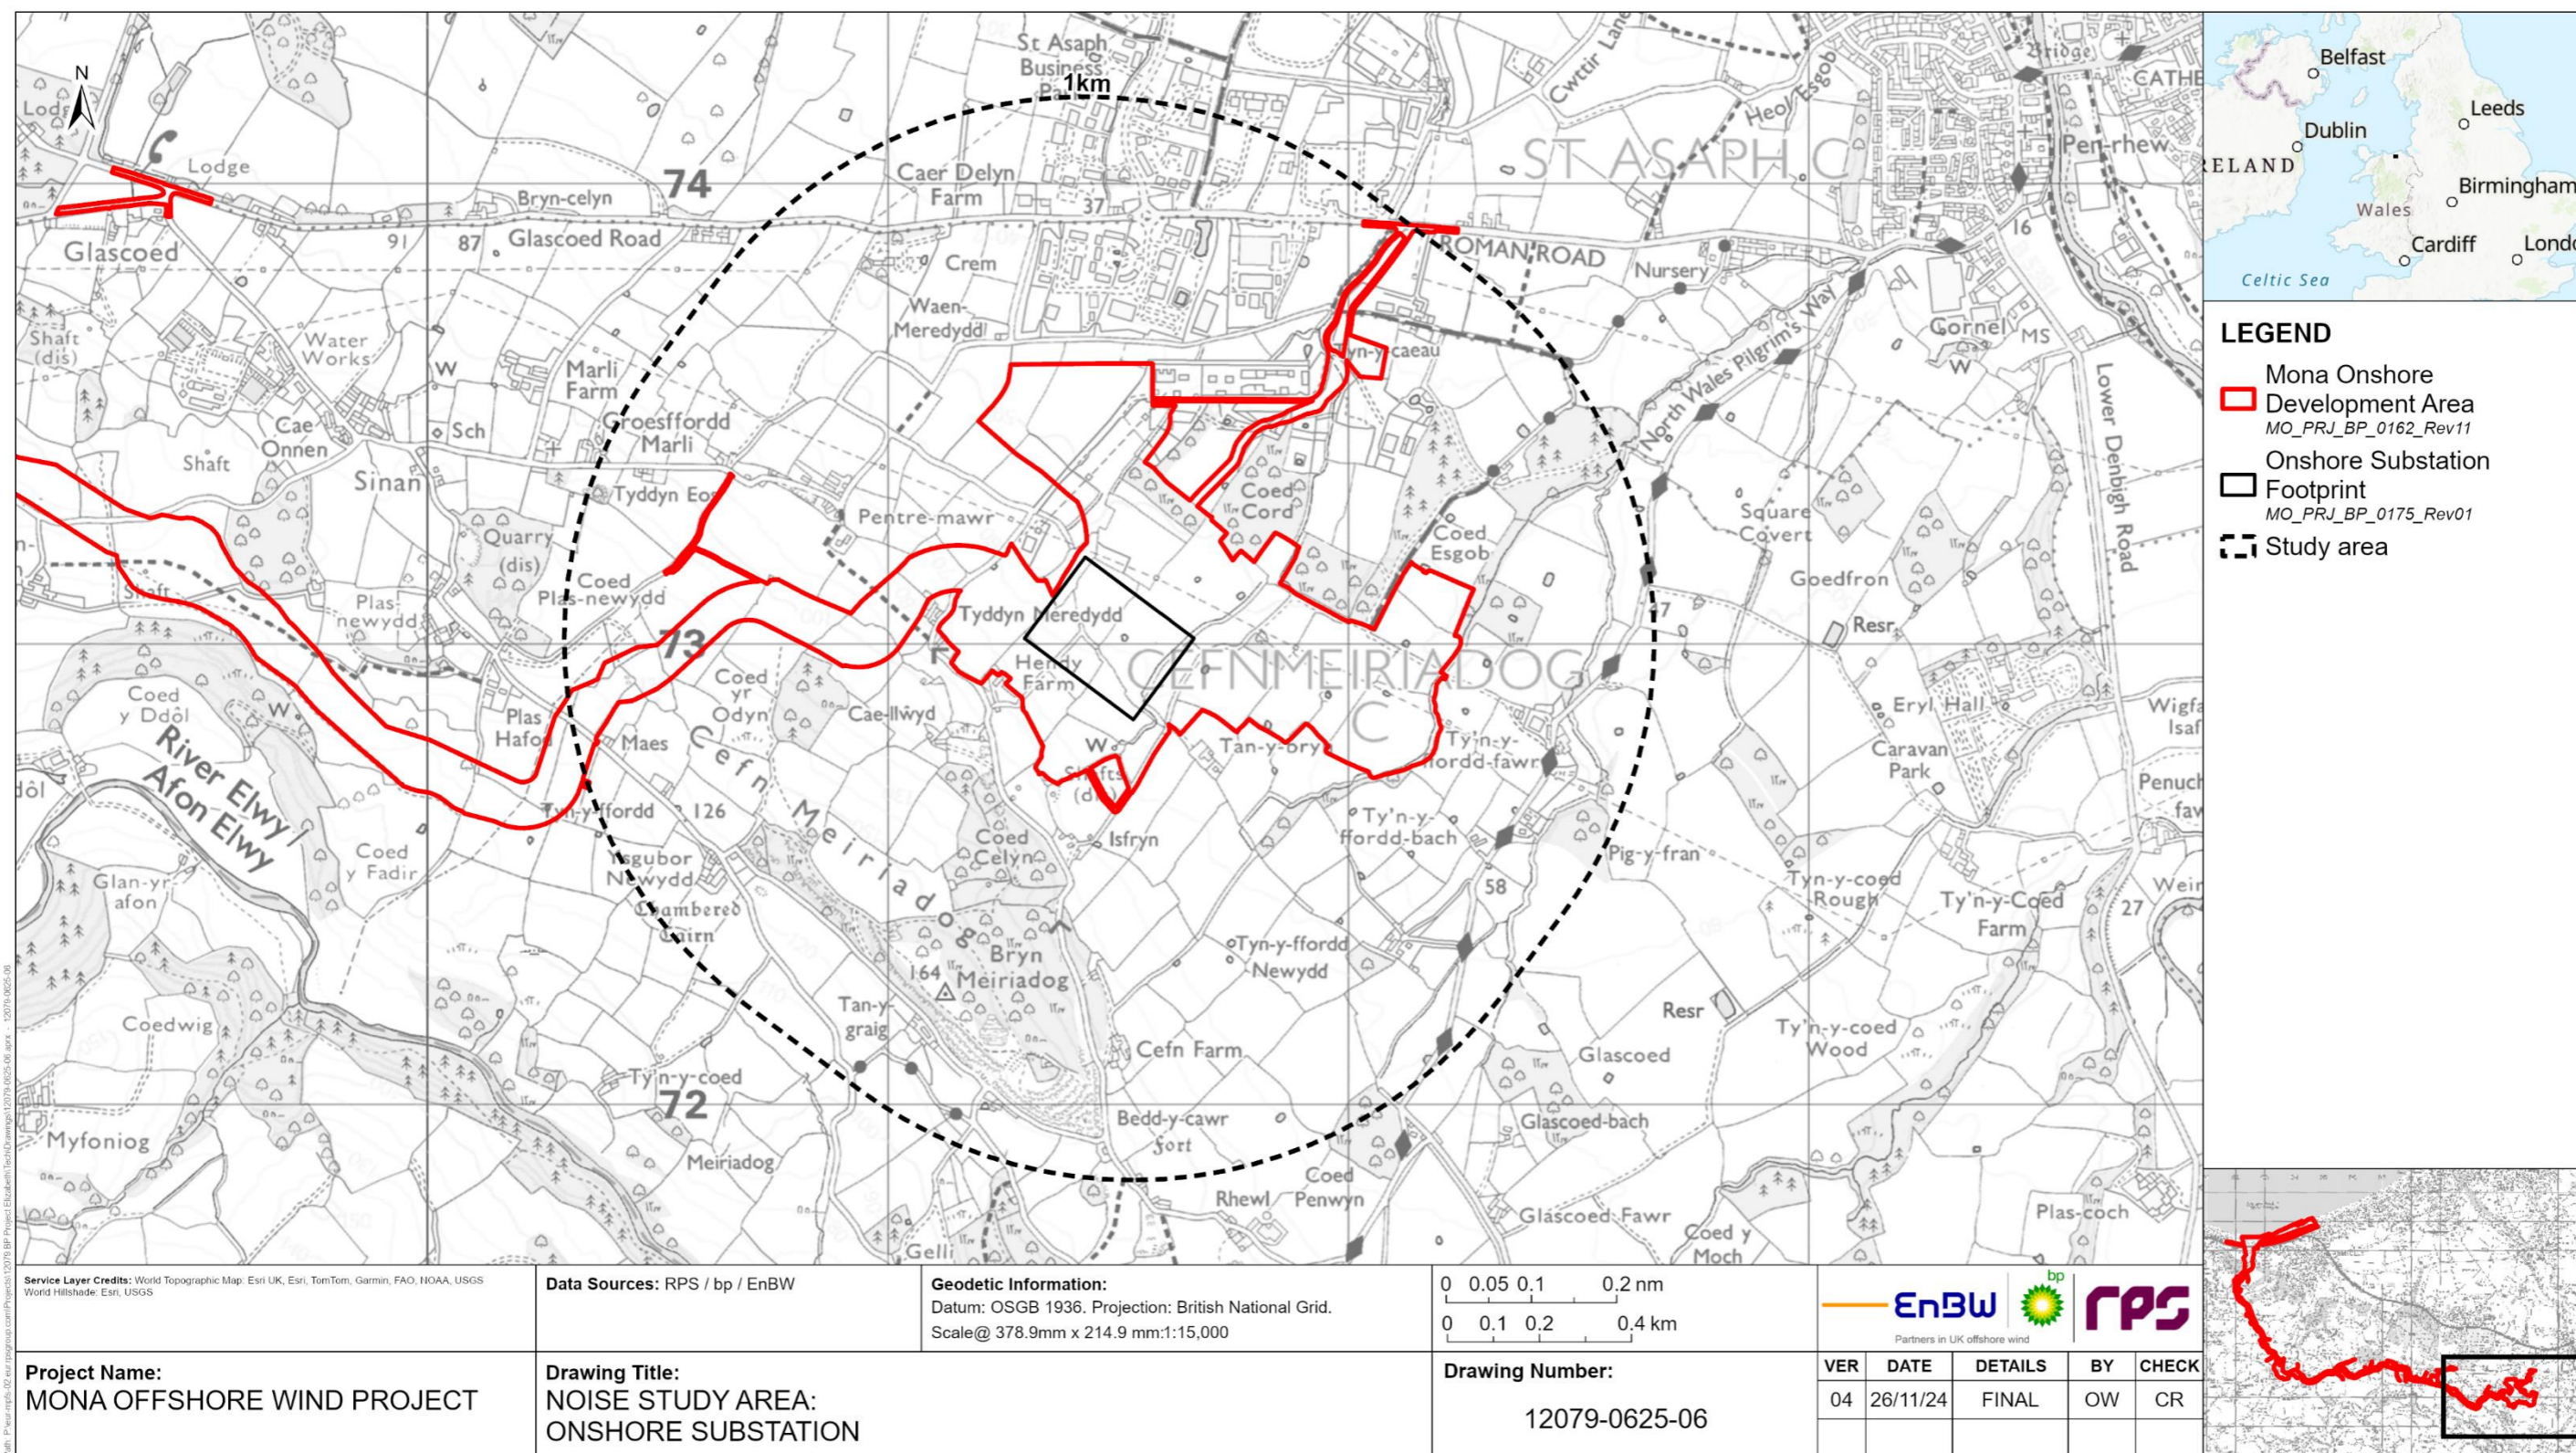 St Asaph
Business
1km
Cwttir Lane
Heol Esgob
Bridge
CATHE
N
Lodge
Glascoed
Bryn-celyn
74
91
87
Glascoed Road
Caer Delyn
Farm
37
ST ASAPH C
Pen-rhew
16
Crem
ROMAN ROAD
Nursery
Waen-
Meredydd
Shaft
(dis)
Water
Works
W
Marli
Farm
Tyn-y-caeau
North Wales Pilgrim's Way
Cornel
MS
W
Lower Denbigh Road
Groesffordd
Marli
Cae
Onnen
Sch
Shaft
Sinan
Tyddyn Eos
Pentre-mawr
Coed
Cord
Square
Covert
Quarry
(dis)
Coed
Esgob
Coed
Plas-newydd
Goedfron
Shaft
Plas-
newydd
Tyddyn Meredydd
Resr
73
Hendy
Farm
CEFNMEIRIADOG
C
Coed
y Ddôl
W
River Elwy /
Afon Elwy
Plas
Hafod
Maes
Coed
yr
Odyn
Cae-llwyd
W
Tan-y-bryn
Ty'n-y-
ffordd-fawr
Eryl Hall
Caravan
Park
Wigfa
Isaf
Shafts
(dis)
Penucl
faw
Tyn-y-ffordd
126
Cefn Meiriadog
Isfryn
Ty'n-y-
ffordd-bach
Pig-y-fran
Coed
y Fadir
Coed
Celyn
Ysgubor
Newydd
Glan-yr-
afon
Chambered
Cairn
58
Tyn-y-coed
Rough
Ty'n-y-Coed
Farm
Weir
27
Tyn-y-ffordd
Newydd
Bryn
Meiriadog
164
Tan-y-
graig
Coedwig
Resr
Ty'n-y-coed
Wood
Cefn Farm
Glascoed
Ty'n-y-coed
72
Bedd-y-cawr
Fort
Glascoed-bach
Myfoniog
Meiriadog
Coed
Penwyn
Rhewl
Glascoed Fawr
Coed y
Moch
Plas-coch
Gelli
Belfast
Leeds
Dublin
RELAND
Birmingham
Wales
Cardiff
Lond
Celtic Sea
LEGEND
Mona Onshore
Development Area
MO_PRJ_BP_0162_Rev11
Onshore Substation
Footprint
MO_PRJ_BP_0175_Rev01
Study area
Service Layer Credits: World Topographic Map: Esri UK, Esri, TomTom, Garmin, FAO, NOAA, USGS
World Hillshade: Esri, USGS
Data Sources: RPS / bp / EnBW
Geodetic Information:
Datum: OSGB 1936. Projection: British National Grid.
Scale@ 378.9mm x 214.9 mm:1:15,000
0 0.05 0.1 0.2 nm
0 0.1 0.2 0.4 km
EnBW bp rps
Partners in UK offshore wind
Project Name:
MONA OFFSHORE WIND PROJECT
Drawing Title:
NOISE STUDY AREA:
ONSHORE SUBSTATION
Drawing Number:
12079-0625-06
VER DATE DETAILS BY CHECK
04 26/11/24 FINAL OW CR